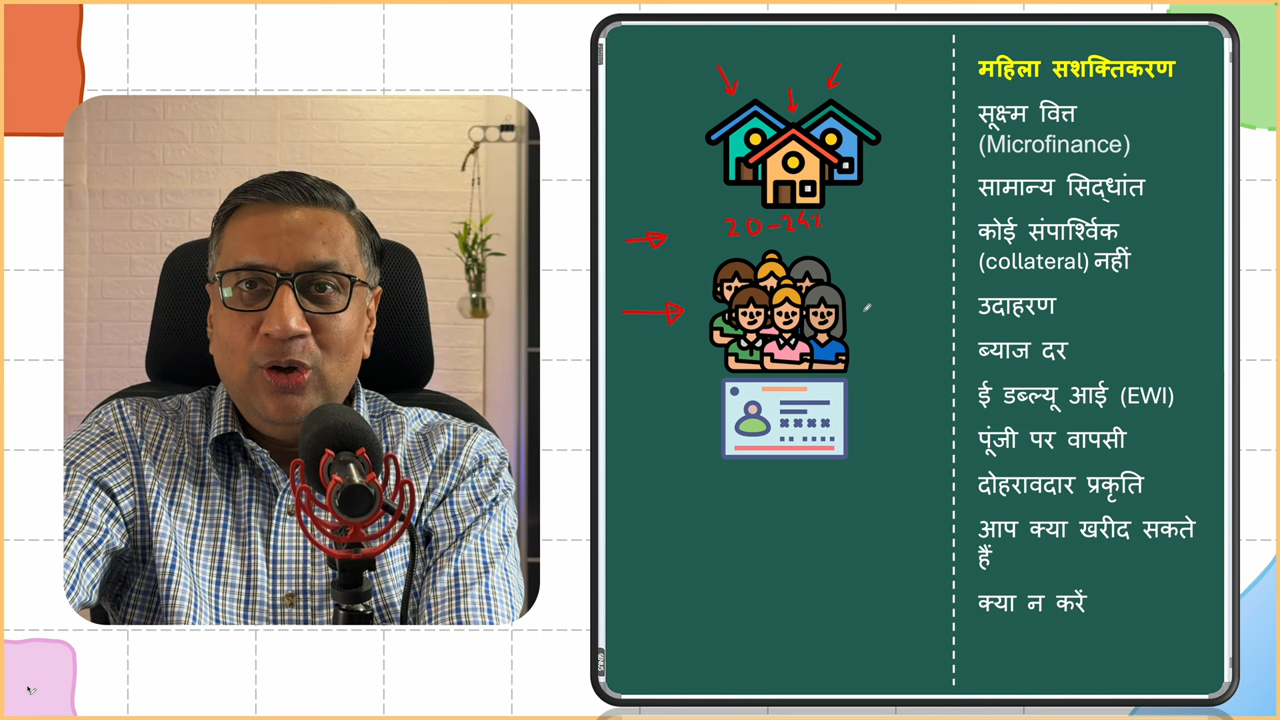 20-24%
महिला सशक्तिकरण
सूक्ष्म वित्त
(Microfinance)
सामान्य सिद्धांत
कोई संपार्श्विक
(collateral) नहीं
उदाहरण
ब्याज दर
ई डब्ल्यू आई (EWI)
पूंजी पर वापसी
दोहरावदार प्रकृति
आप क्या खरीद सकते
हैं
क्या न करें